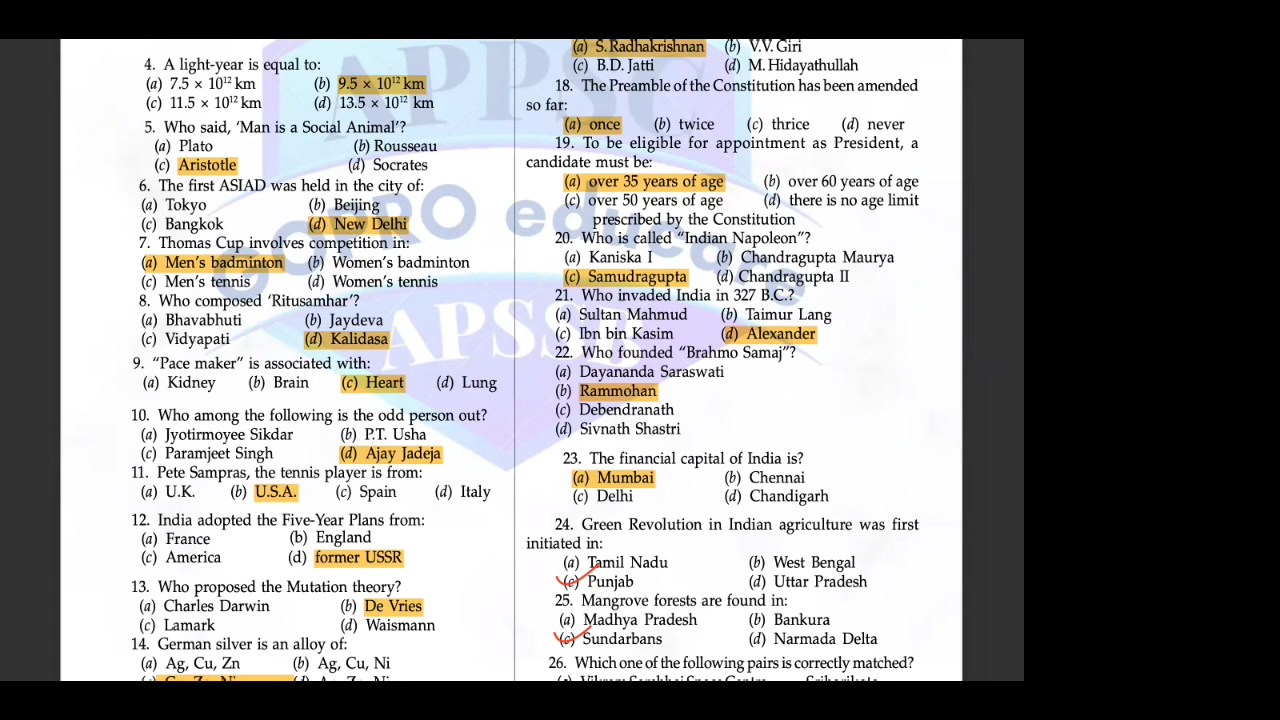 4. A light-year is equal to:
(a) 7.5 × 10¹² km (b) 9.5 × 10¹² km
(c) 11.5 × 10¹² km (d) 13.5 × 10¹² km
5. Who said, ‘Man is a Social Animal’?
(a) Plato (b) Rousseau
(c) Aristotle (d) Socrates
6. The first ASIAD was held in the city of:
(a) Tokyo (b) Beijing
(c) Bangkok (d) New Delhi
7. Thomas Cup involves competition in:
(a) Men’s badminton (b) Women’s badminton
(c) Men’s tennis (d) Women’s tennis
8. Who composed ‘Ritusamhar’?
(a) Bhavabhuti (b) Jaydeva
(c) Vidyapati (d) Kalidasa
9. “Pace maker” is associated with:
(a) Kidney (b) Brain (c) Heart (d) Lung
10. Who among the following is the odd person out?
(a) Jyotirmoyee Sikdar (b) P.T. Usha
(c) Paramjeet Singh (d) Ajay Jadeja
11. Pete Sampras, the tennis player is from:
(a) U.K. (b) U.S.A. (c) Spain (d) Italy
12. India adopted the Five-Year Plans from:
(a) France (b) England
(c) America (d) former USSR
13. Who proposed the Mutation theory?
(a) Charles Darwin (b) De Vries
(c) Lamark (d) Waismann
14. German silver is an alloy of:
(a) Ag, Cu, Zn (b) Ag, Cu, Ni
(a) S. Radhakrishnan (b) V.V. Giri
(c) B.D. Jatti (d) M. Hidayathullah
18. The Preamble of the Constitution has been amended
so far:
(a) once (b) twice (c) thrice (d) never
19. To be eligible for appointment as President, a
candidate must be:
(a) over 35 years of age (b) over 60 years of age
(c) over 50 years of age (d) there is no age limit
prescribed by the Constitution
20. Who is called “Indian Napoleon”?
(a) Kaniska I (b) Chandragupta Maurya
(c) Samudragupta (d) Chandragupta II
21. Who invaded India in 327 B.C.?
(a) Sultan Mahmud (b) Taimur Lang
(c) Ibn bin Kasim (d) Alexander
22. Who founded “Brahmo Samaj”?
(a) Dayananda Saraswati
(b) Rammohan
(c) Debendranath
(d) Sivnath Shastri
23. The financial capital of India is?
(a) Mumbai (b) Chennai
(c) Delhi (d) Chandigarh
24. Green Revolution in Indian agriculture was first
initiated in:
(a) Tamil Nadu (b) West Bengal
(c) Punjab (d) Uttar Pradesh
25. Mangrove forests are found in:
(a) Madhya Pradesh (b) Bankura
(c) Sundarbans (d) Narmada Delta
26. Which one of the following pairs is correctly matched?
APPSC
GOPRO educare
APSSB